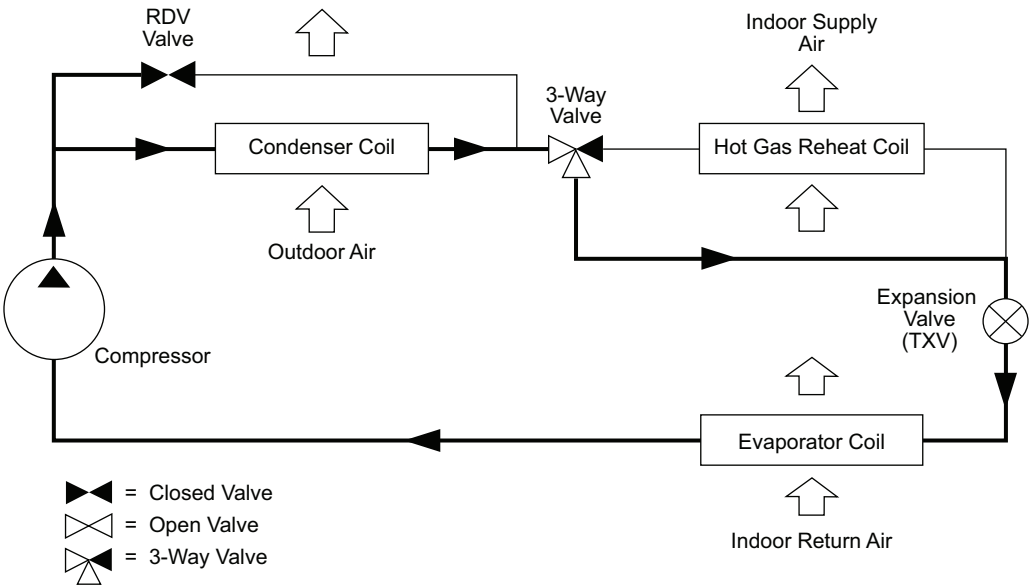 RDV
Valve
Indoor Supply
Air
3-Way
Valve
Condenser Coil
Hot Gas Reheat Coil
Outdoor Air
Expansion
Valve
(TXV)
Compressor
Evaporator Coil
= Closed Valve
= Open Valve
= 3-Way Valve
Indoor Return Air